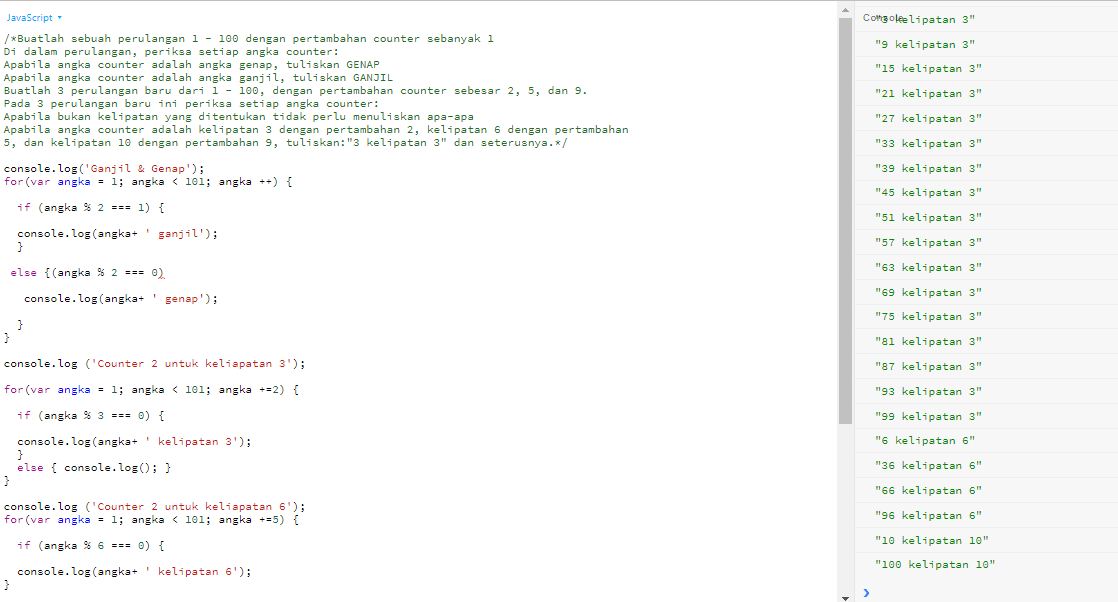 JavaScript
/*Buatlah sebuah perulangan 1 - 100 dengan pertambahan counter sebanyak 1
Di dalam perulangan, periksa setiap angka counter:
Apabila angka counter adalah angka genap, tuliskan GENAP
Apabila angka counter adalah angka ganjil, tuliskan GANJIL
Buatlah 3 perulangan baru dari 1 - 100, dengan pertambahan counter sebesar 2, 5, dan 9.
Pada 3 perulangan baru ini periksa setiap angka counter:
Apabila bukan kelipatan yang ditentukan tidak perlu menuliskan apa-apa
Apabila angka counter adalah kelipatan 3 dengan pertambahan 2, kelipatan 6 dengan pertambahan
5, dan kelipatan 10 dengan pertambahan 9, tuliskan:"3 kelipatan 3" dan seterusnya.*/
console.log('Ganjil & Genap');
for(var angka = 1; angka < 101; angka ++) {
if (angka % 2 === 1) {
console.log(angka+ ' ganjil');
}
else {(angka % 2 === 0)
console.log(angka+ ' genap');
}
}
console.log ('Counter 2 untuk keliapatan 3');
for(var angka = 1; angka < 101; angka +=2) {
if (angka % 3 === 0) {
console.log(angka+ ' kelipatan 3');
}
else { console.log(); }
}
console.log ('Counter 2 untuk keliapatan 6');
for(var angka = 1; angka < 101; angka +=5) {
if (angka % 6 === 0) {
console.log(angka+ ' kelipatan 6');
}
Console
"3 kelipatan 3"
"9 kelipatan 3"
"15 kelipatan 3"
"21 kelipatan 3"
"27 kelipatan 3"
"33 kelipatan 3"
"39 kelipatan 3"
"45 kelipatan 3"
"51 kelipatan 3"
"57 kelipatan 3"
"63 kelipatan 3"
"69 kelipatan 3"
"75 kelipatan 3"
"81 kelipatan 3"
"87 kelipatan 3"
"93 kelipatan 3"
"99 kelipatan 3"
"6 kelipatan 6"
"36 kelipatan 6"
"66 kelipatan 6"
"96 kelipatan 6"
"10 kelipatan 10"
"100 kelipatan 10"